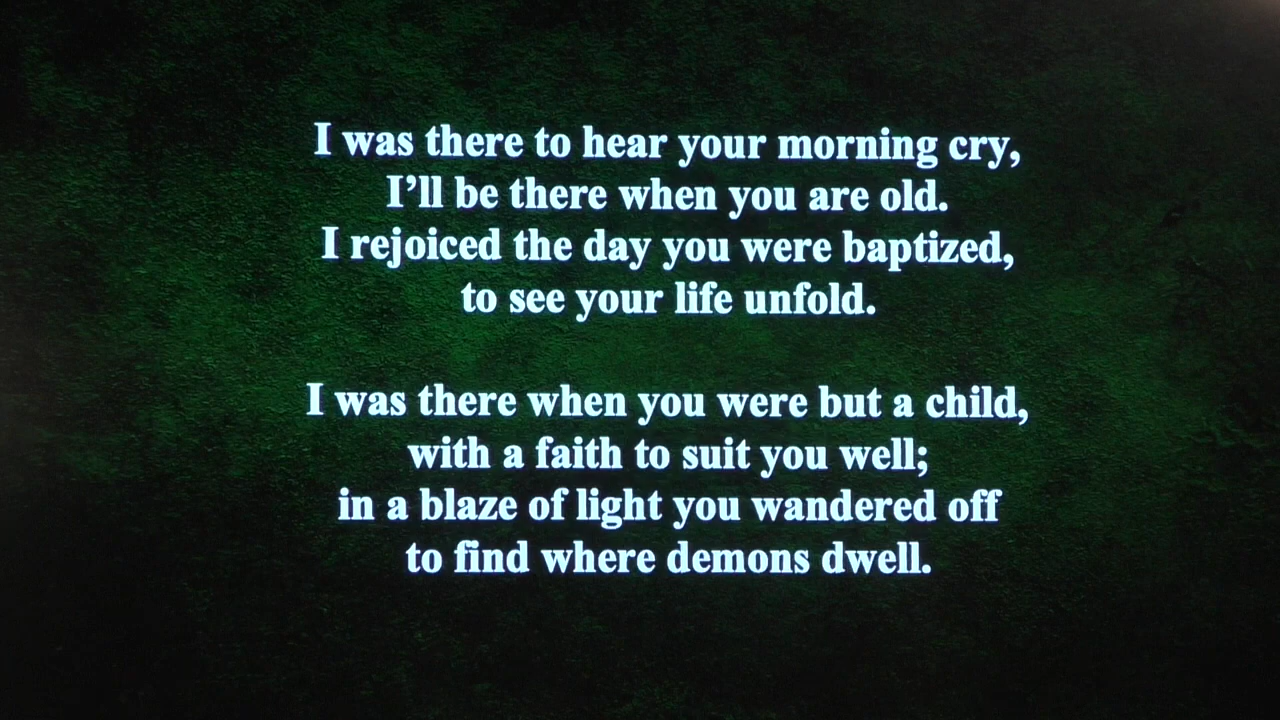 I was there to hear your morning cry,
I’ll be there when you are old.
I rejoiced the day you were baptized,
to see your life unfold.
I was there when you were but a child,
with a faith to suit you well;
in a blaze of light you wandered off
to find where demons dwell.